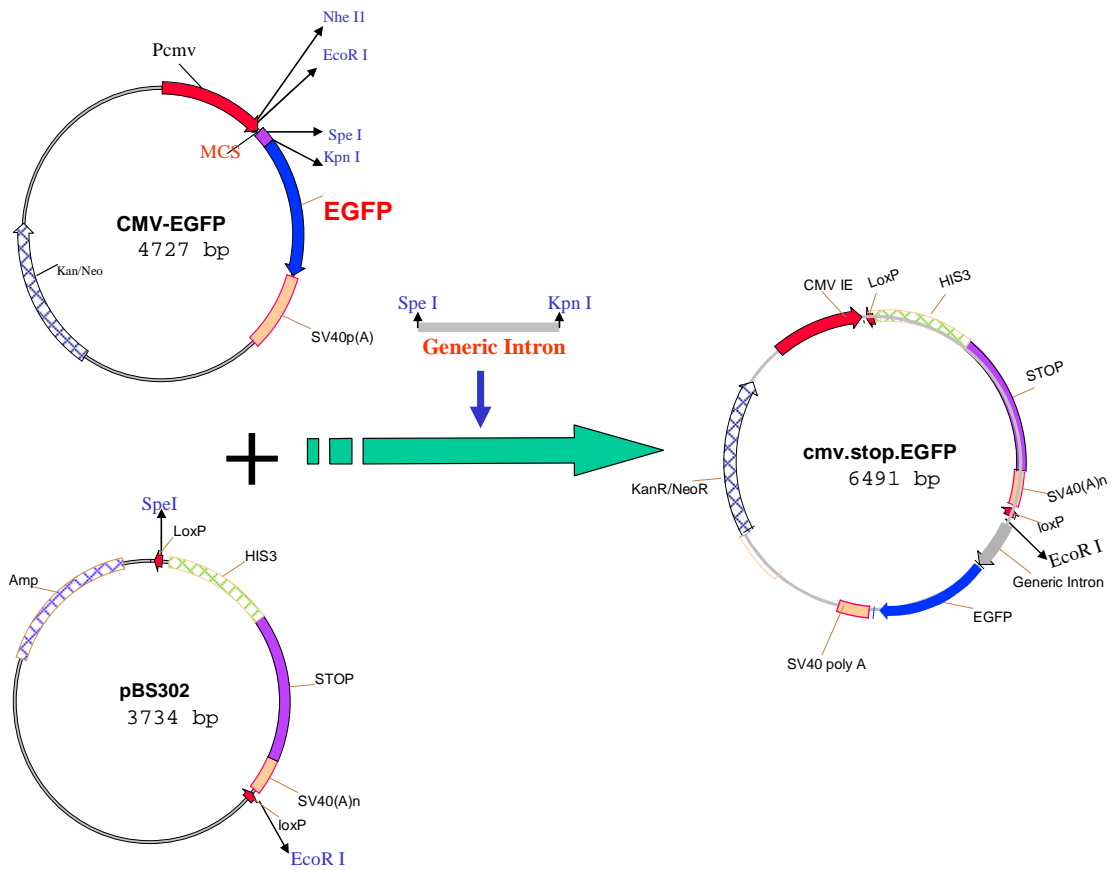 Nhe I1
EcoR I
Pcmv
Spe I
MCS
Kpn I
EGFP
CMV-EGFP
4727 bp
Kan/Neo
SV40p(A)
Spe I
Kpn I
Generic Intron
CMV IE
LoxP
HIS3
STOP
cmv.stop.EGFP
6491 bp
KanR/NeoR
SV40(A)n
loxP
EcoR I
Generic Intron
EGFP
SV40 poly A
SpeI
LoxP
HIS3
Amp
STOP
pBS302
3734 bp
SV40(A)n
loxP
EcoR I